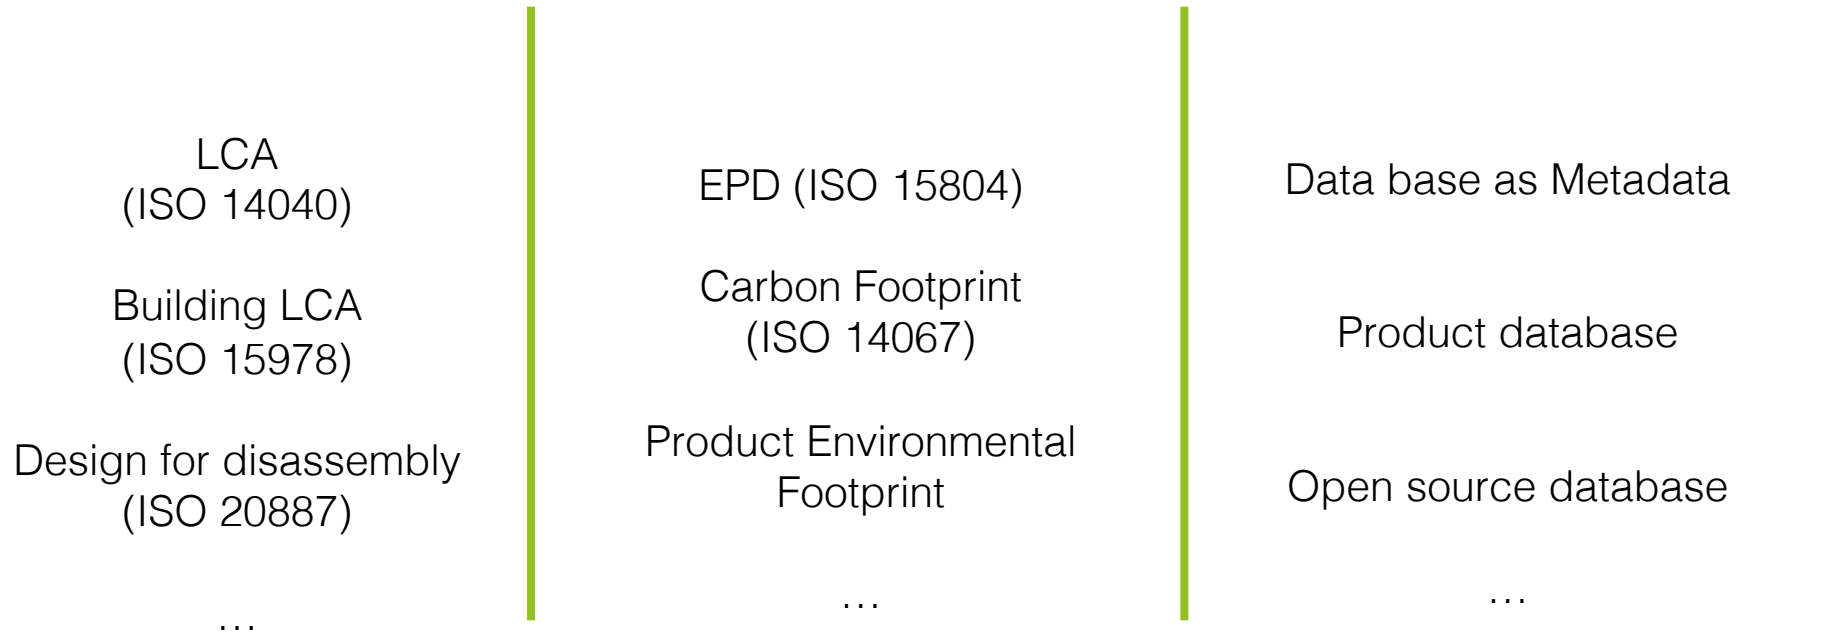 LCA
(ISO 14040)
Building LCA
(ISO 15978)
Design for disassembly
(ISO 20887)
...
EPD (ISO 15804)
Carbon Footprint
(ISO 14067)
Product Environmental
Footprint
...
Data base as Metadata
Product database
Open source database
...